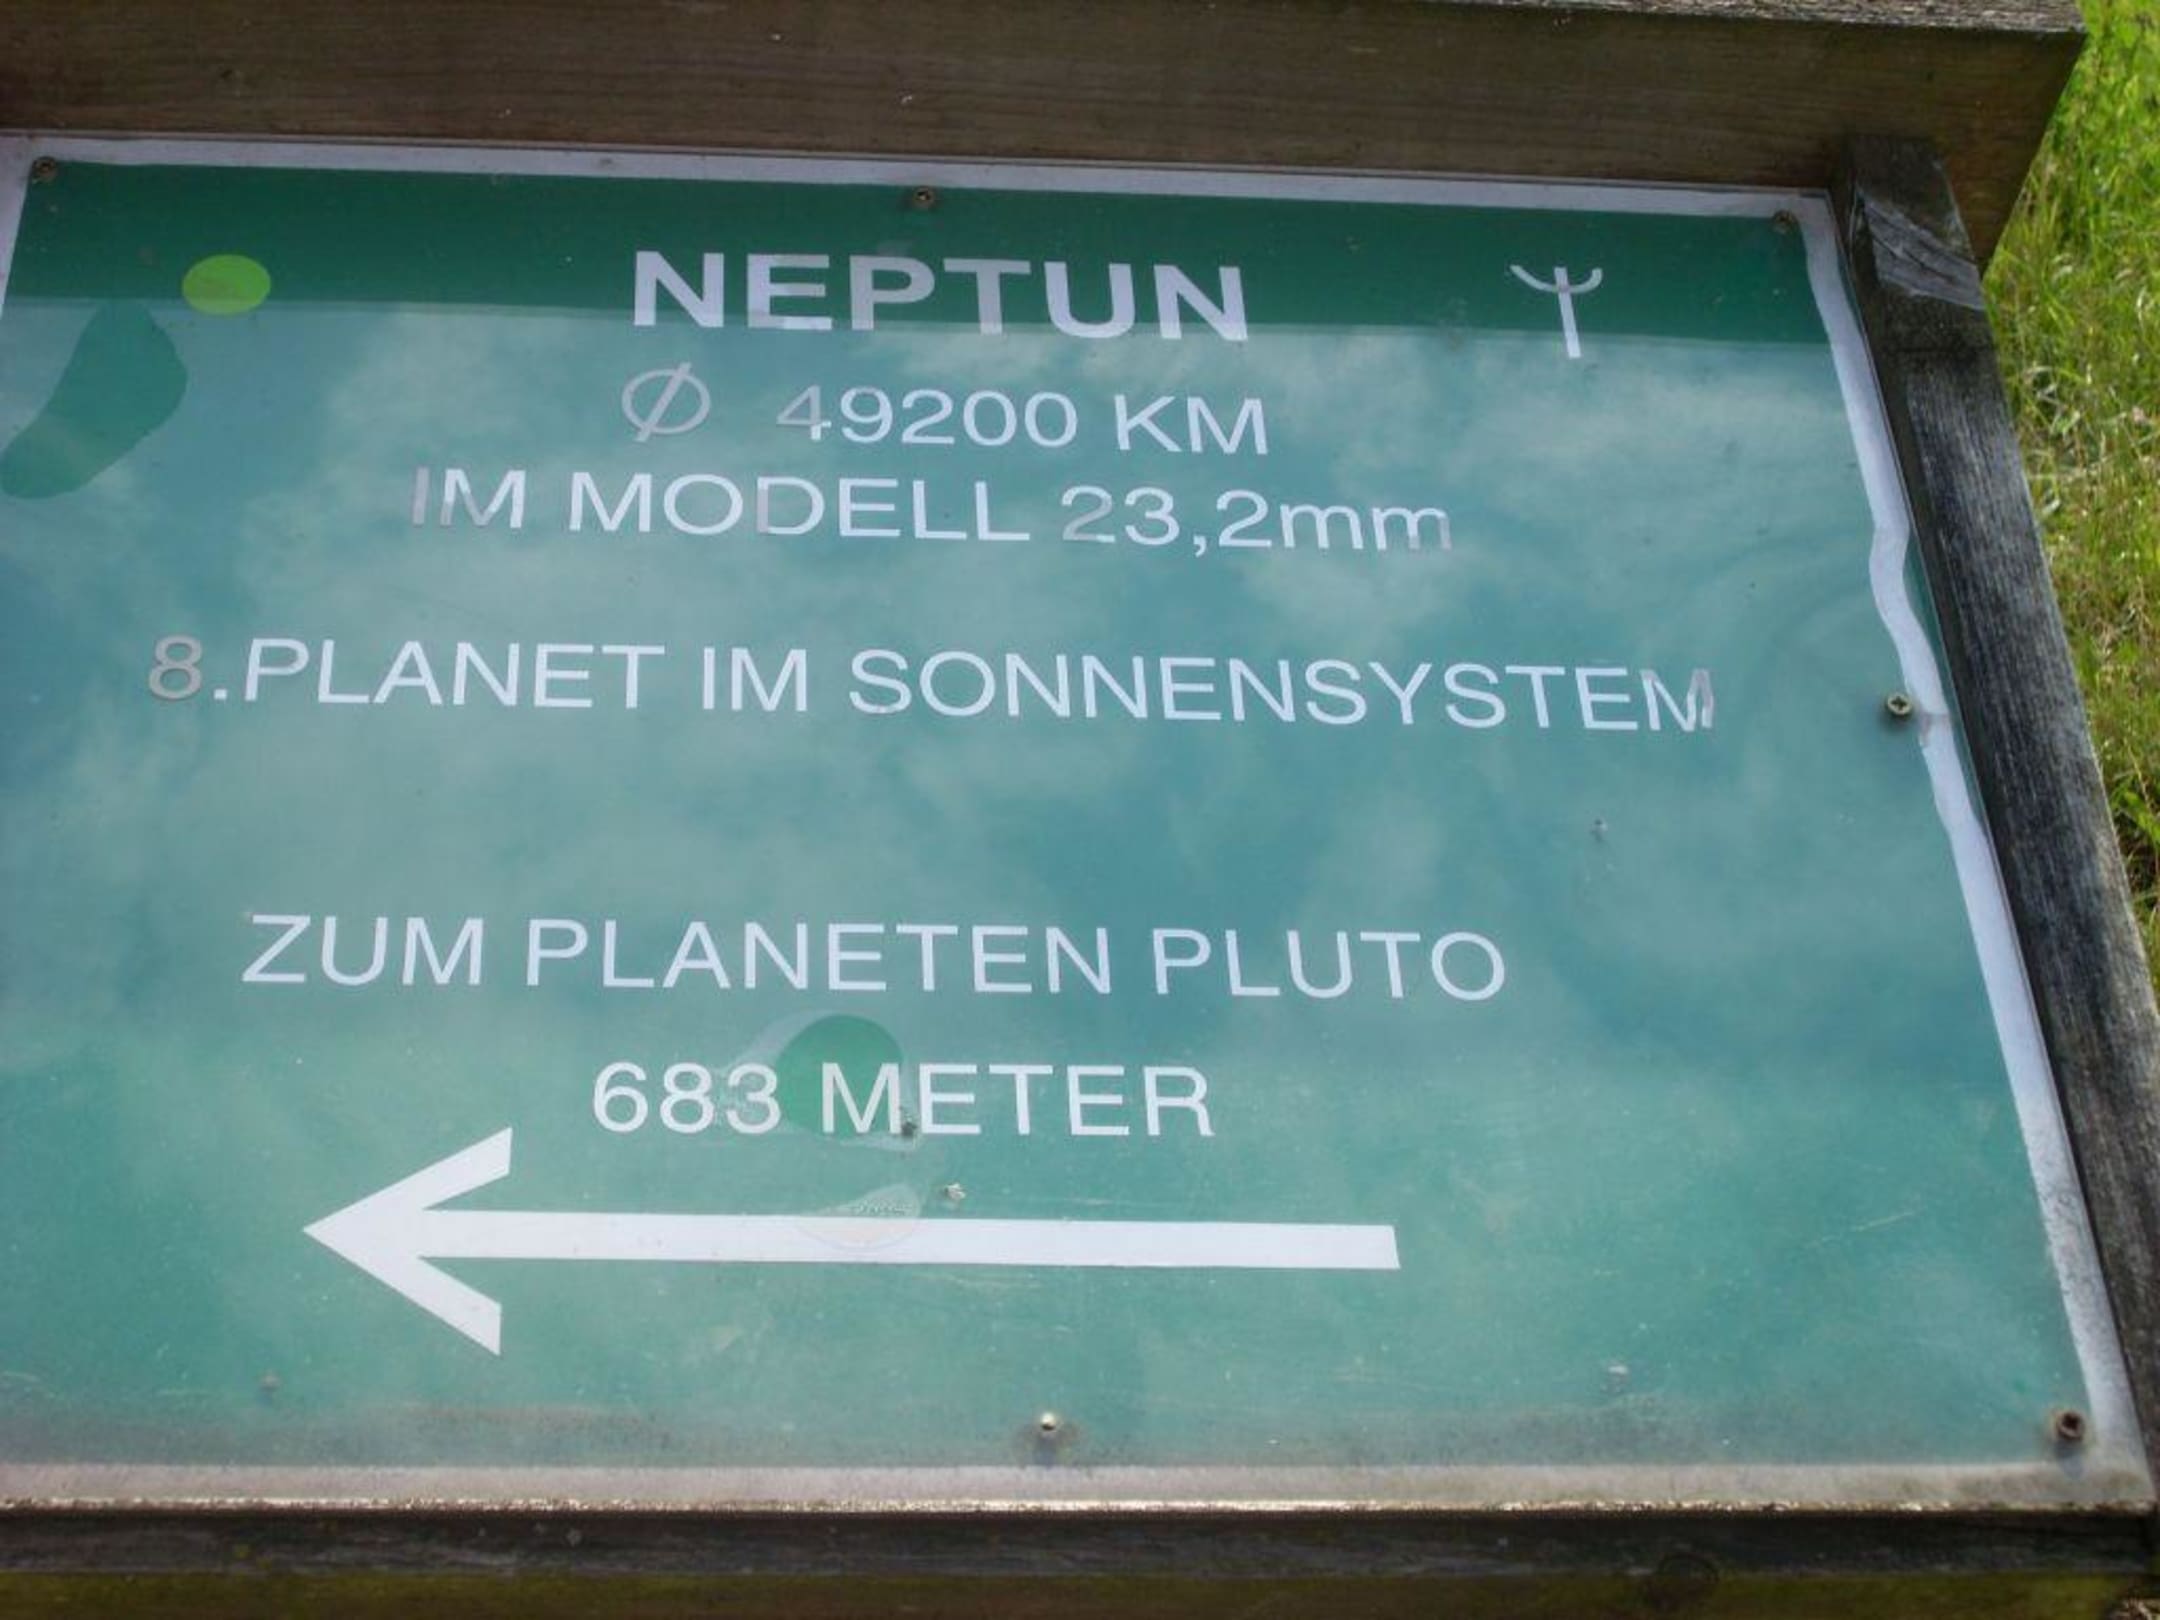 NEPTUN
Ø 49200 KM
IM MODELL 23,2mm
8.PLANET IM SONNENSYSTEM
ZUM PLANETEN PLUTO
683 METER